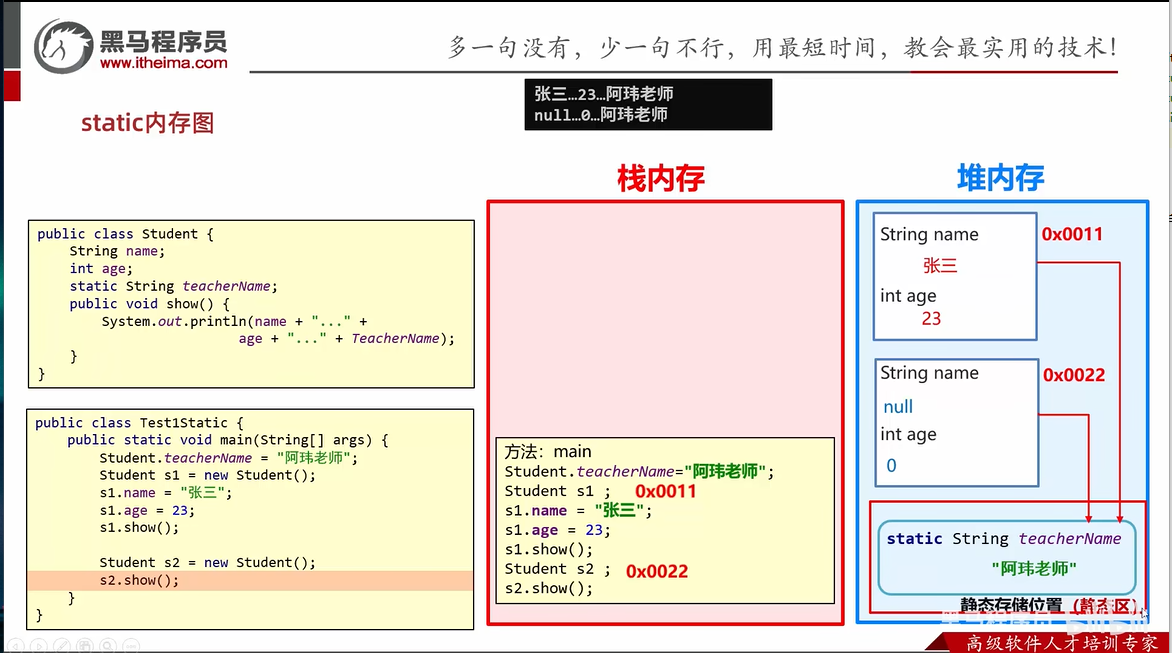 黑马程序员
www.itheima.com
多一句没有，少一句不行，用最短时间，教会最实用的技术！
张三…23…阿玮老师
null…0…阿玮老师
static内存图
栈内存
堆内存
public class Student {
String name;
int age;
static String teacherName;
public void show() {
System.out.println(name + "..." +
age + "..." + TeacherName);
}
}
public class Test1Static {
public static void main(String[] args) {
Student.teacherName = "阿玮老师";
Student s1 = new Student();
s1.name = "张三";
s1.age = 23;
s1.show();
Student s2 = new Student();
s2.show();
}
}
方法：main
Student.teacherName="阿玮老师";
Student s1 ; 0x0011
s1.name = "张三";
s1.age = 23;
s1.show();
Student s2 ; 0x0022
s2.show();
String name
0x0011
张三
int age
23
String name
0x0022
null
int age
0
static String teacherName
"阿玮老师"
静态存储位置（静态区）
高级软件人才培训专家